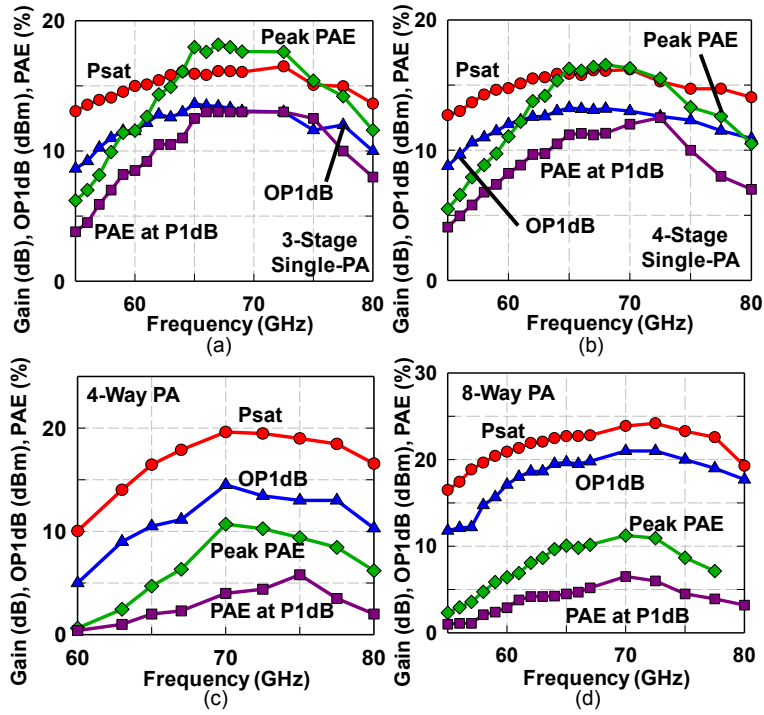 Gain (dB), OP1dB (dBm), PAE (%)
20
10
0
Psat
Peak PAE
OP1dB
PAE at P1dB
3-Stage
Single-PA
60 70 80
Frequency (GHz)
(a)
Gain (dB), OP1dB (dBm), PAE (%)
20
10
0
Psat
Peak PAE
PAE at P1dB
OP1dB
4-Stage
Single-PA
60 70 80
Frequency (GHz)
(b)
Gain (dB), OP1dB (dBm), PAE (%)
20
10
0
4-Way PA
Psat
OP1dB
Peak PAE
PAE at P1dB
60 70 80
Frequency (GHz)
(c)
Gain (dB), OP1dB (dBm), PAE (%)
30
20
10
0
8-Way PA
Psat
OP1dB
Peak PAE
PAE at P1dB
60 70 80
Frequency (GHz)
(d)